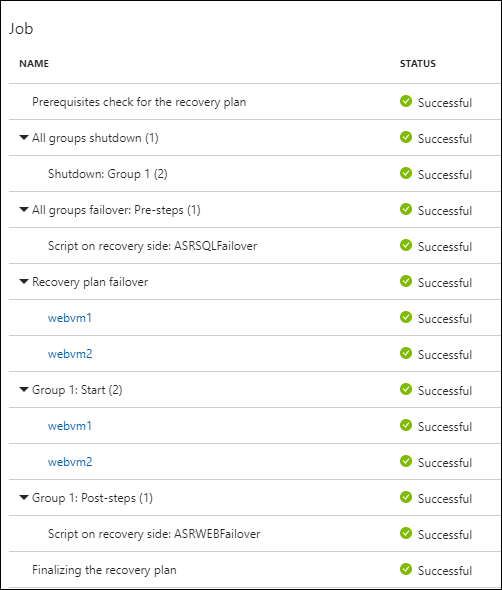 Job
NAME STATUS
Prerequisites check for the recovery plan Successful
All groups shutdown (1) Successful
Shutdown: Group 1 (2) Successful
All groups failover: Pre-steps (1) Successful
Script on recovery side: ASRSQLFailover Successful
Recovery plan failover Successful
webvm1 Successful
webvm2 Successful
Group 1: Start (2) Successful
webvm1 Successful
webvm2 Successful
Group 1: Post-steps (1) Successful
Script on recovery side: ASRWEBFailover Successful
Finalizing the recovery plan Successful